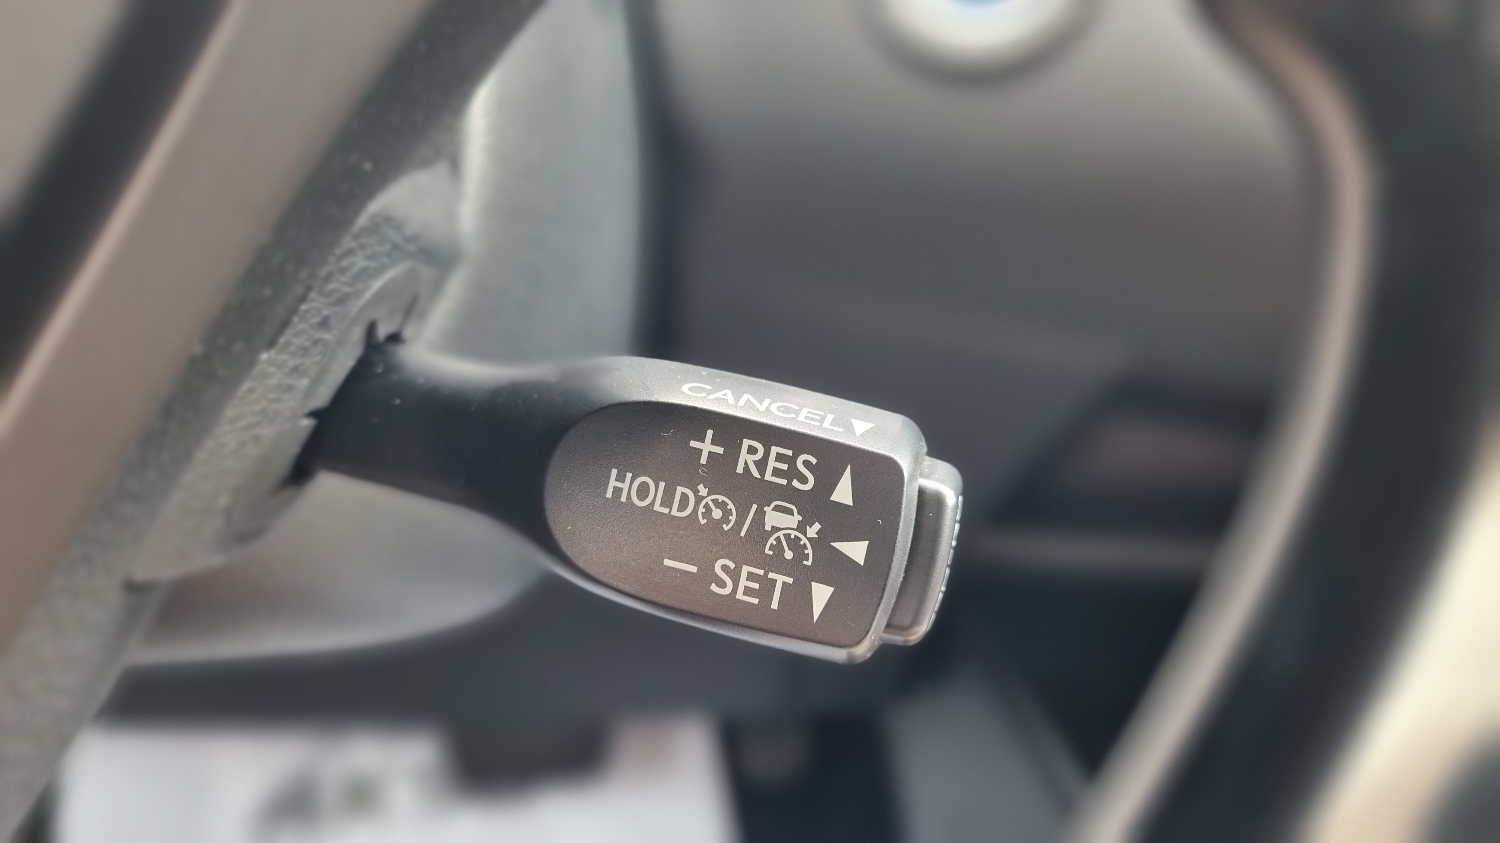 CANCEL▼
+ RES ▲
HOLD / ◀
− SET ▼